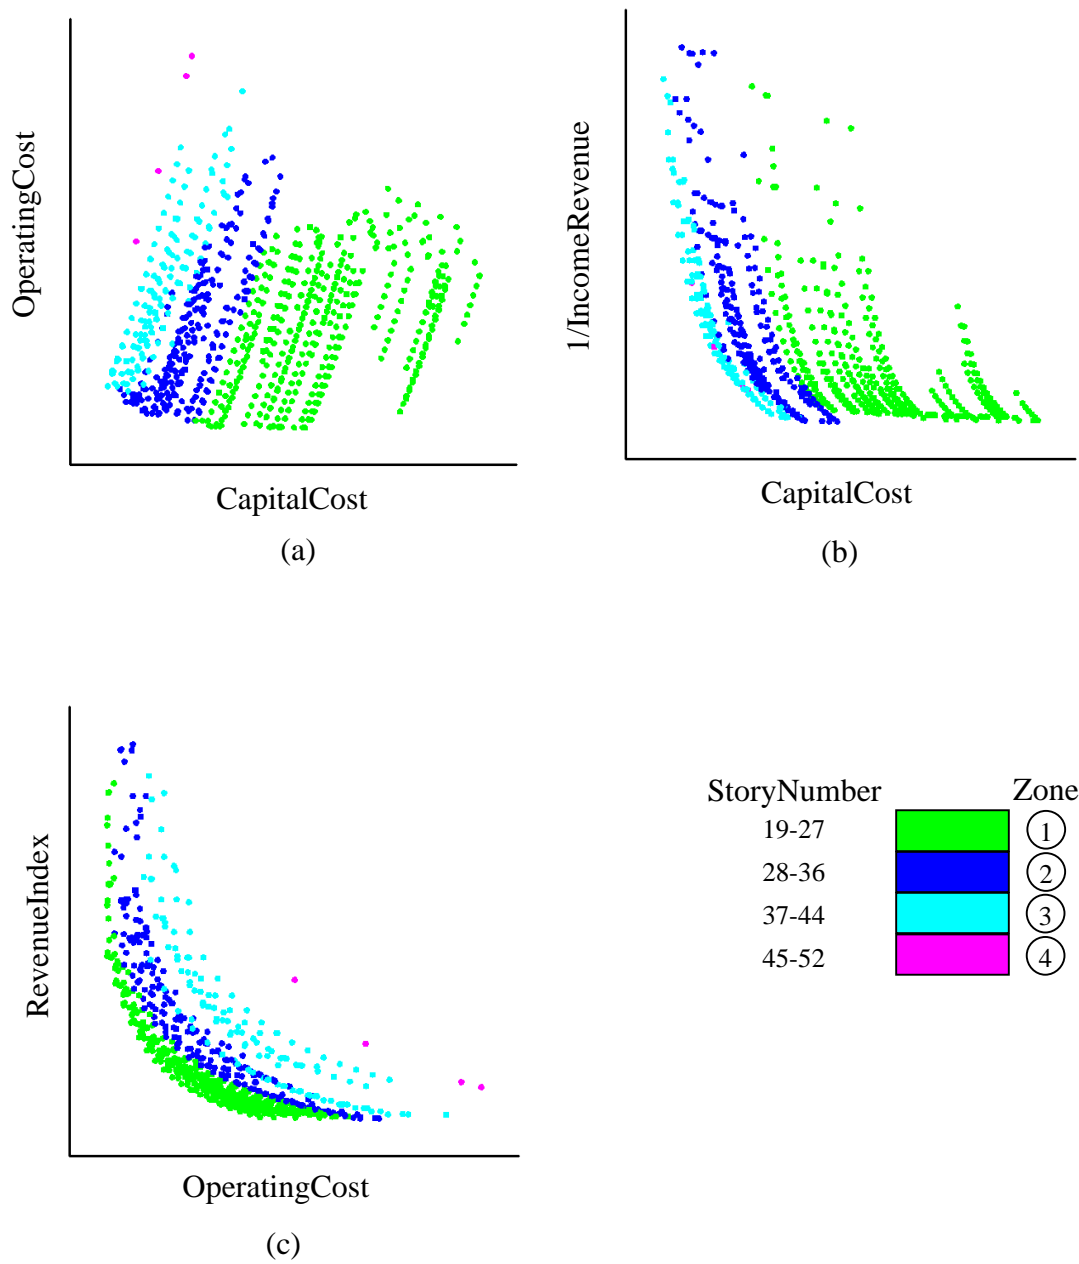 OperatingCost
CapitalCost
(a)
1/IncomeRevenue
CapitalCost
(b)
RevenueIndex
OperatingCost
(c)
StoryNumber Zone
19-27 1
28-36 2
37-44 3
45-52 4